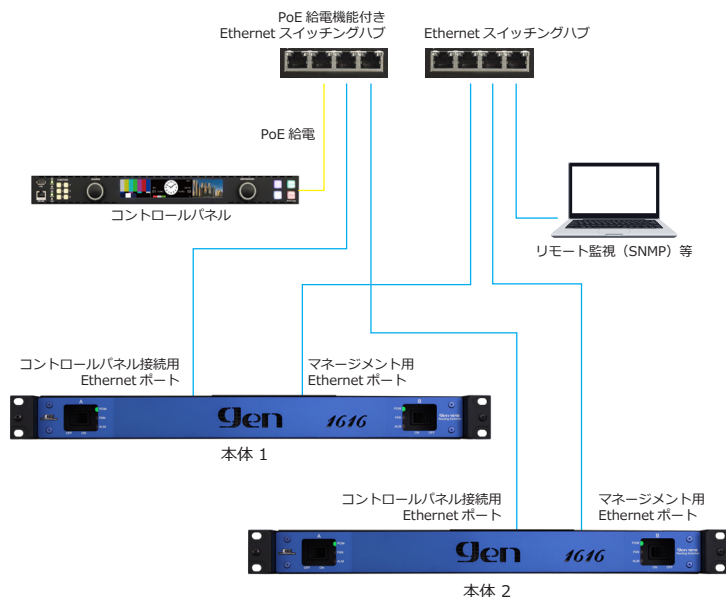 PoE 給電機能付き
Ethernet スイッチングハブ
Ethernet スイッチングハブ
PoE 給電
コントロールパネル
リモート監視（SNMP）等
コントロールパネル接続用
Ethernet ポート
マネージメント用
Ethernet ポート
A
gen
1616
B
本体 1
コントロールパネル接続用
Ethernet ポート
マネージメント用
Ethernet ポート
A
gen
1616
B
本体 2